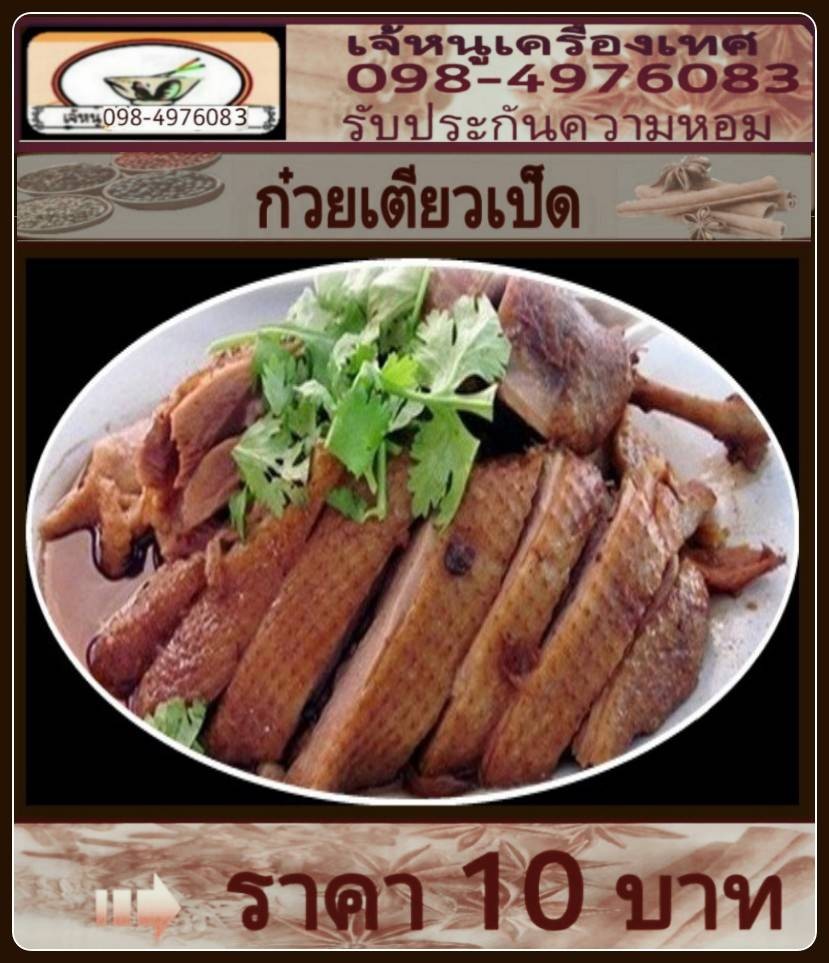 เจ้หนูเครื่องเทศ
098-4976083
รับประกันความหอม
เจ้หนู 098-4976083
ก๋วยเตี๋ยวเป็ด
ราคา 10 บาท